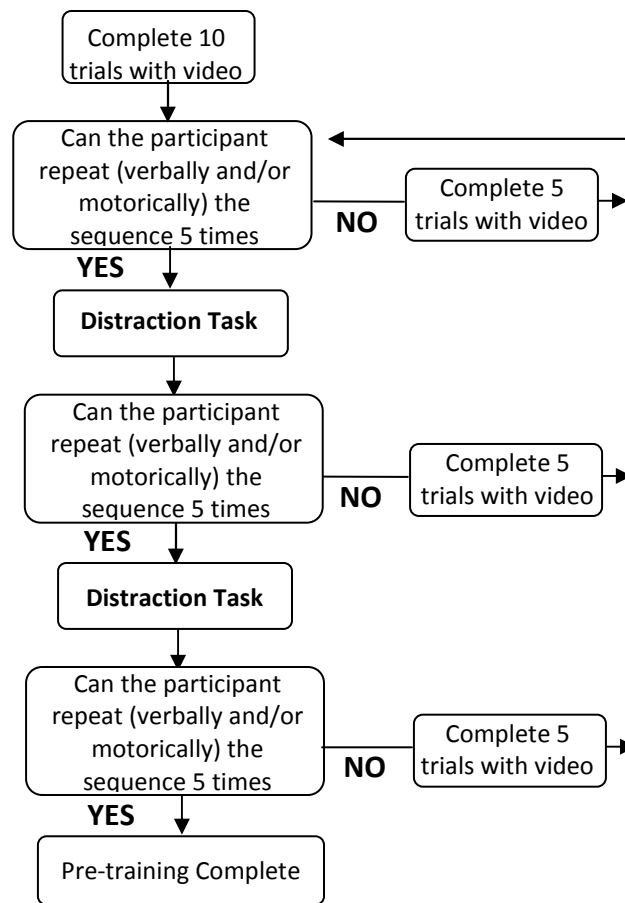 Complete 10
trials with video
Can the participant
repeat (verbally and/or
motorically) the
sequence 5 times
NO
Complete 5
trials with video
YES
Distraction Task
Can the participant
repeat (verbally and/or
motorically) the
sequence 5 times
NO
Complete 5
trials with video
YES
Distraction Task
Can the participant
repeat (verbally and/or
motorically) the
sequence 5 times
NO
Complete 5
trials with video
YES
Pre-training Complete